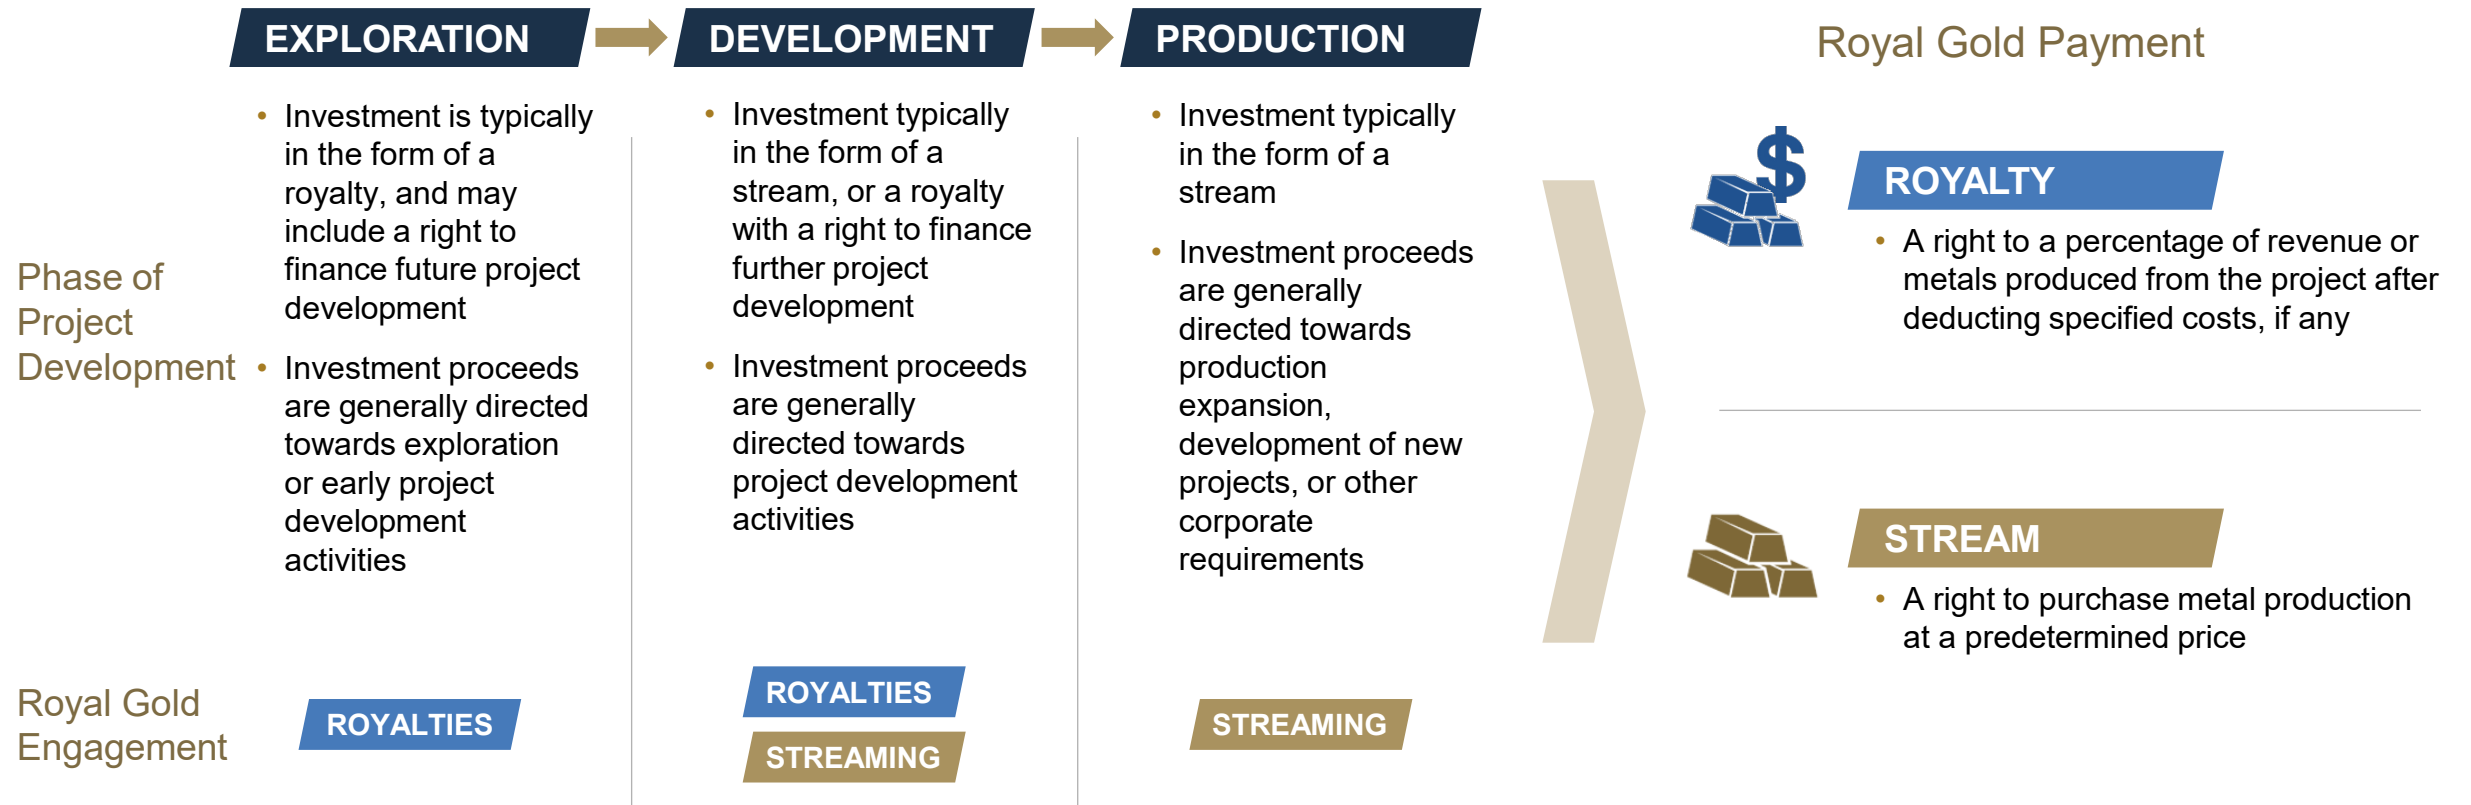 EXPLORATION
DEVELOPMENT
PRODUCTION
Royal Gold Payment
Phase of
Project
Development
• Investment is typically
in the form of a
royalty, and may
include a right to
finance future project
development
• Investment proceeds
are generally directed
towards exploration
or early project
development
activities
• Investment typically
in the form of a
stream, or a royalty
with a right to finance
further project
development
• Investment proceeds
are generally
directed towards
project development
activities
• Investment typically
in the form of a
stream
• Investment proceeds
are generally
directed towards
production
expansion,
development of new
projects, or other
corporate
requirements
$
ROYALTY
• A right to a percentage of revenue or
metals produced from the project after
deducting specified costs, if any
STREAM
• A right to purchase metal production
at a predetermined price
Royal Gold
Engagement
ROYALTIES
ROYALTIES
STREAMING
STREAMING